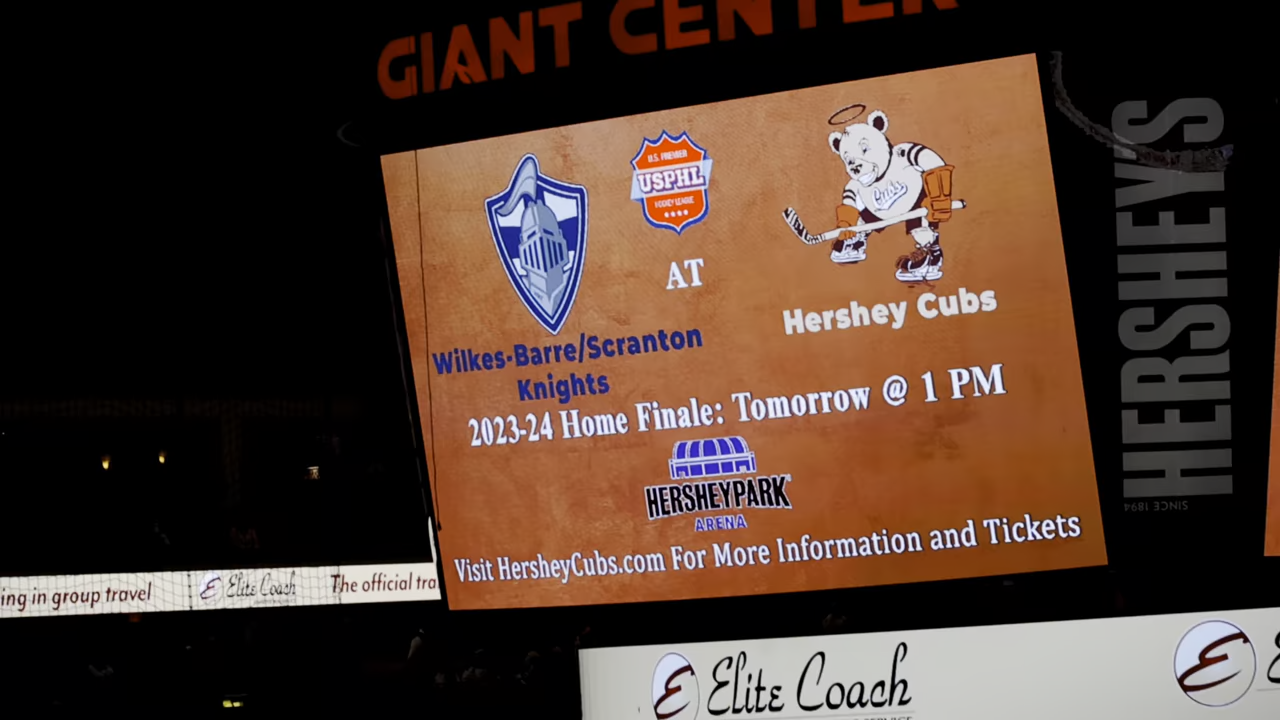 GIANT CENTER
U.S. PREMIER
USPHL
HOCKEY LEAGUE
Cubs
AT
Hershey Cubs
Wilkes-Barre/Scranton
Knights
2023-24 Home Finale: Tomorrow @ 1 PM
HERSHEYPARK
ARENA
Visit HersheyCubs.com For More Information and Tickets
HERSHEY'S
SINCE 1894
ing in group travel
E Elite Coach
The official tra
E Elite Coach
E